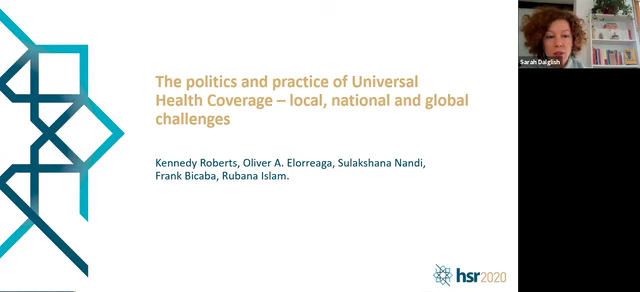 The politics and practice of Universal
Health Coverage – local, national and global
challenges
Kennedy Roberts, Oliver A. Elorreaga, Sulakshana Nandi,
Frank Bicaba, Rubana Islam.
hsr2020
Sarah Dalglish